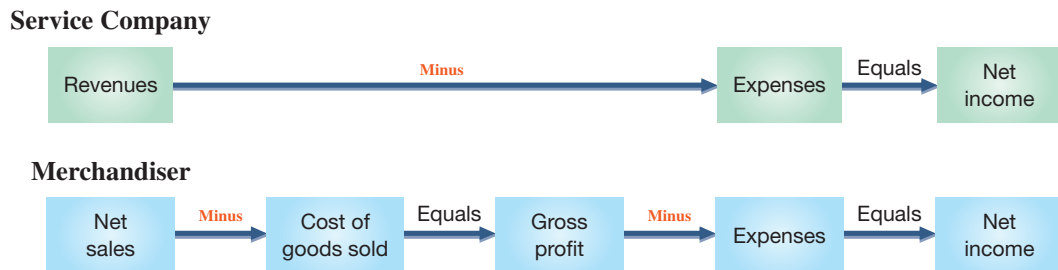 Service Company
Revenues
Minus
Expenses
Equals
Net
income
Merchandiser
Net
sales
Minus
Cost of
goods sold
Equals
Gross
profit
Minus
Expenses
Equals
Net
income